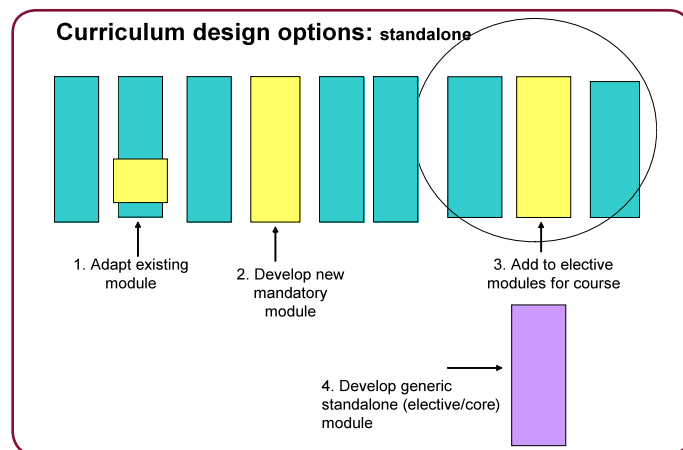 Curriculum design options: standalone
1. Adapt existing
module
2. Develop new
mandatory
module
3. Add to elective
modules for course
4. Develop generic
standalone (elective/core)
module